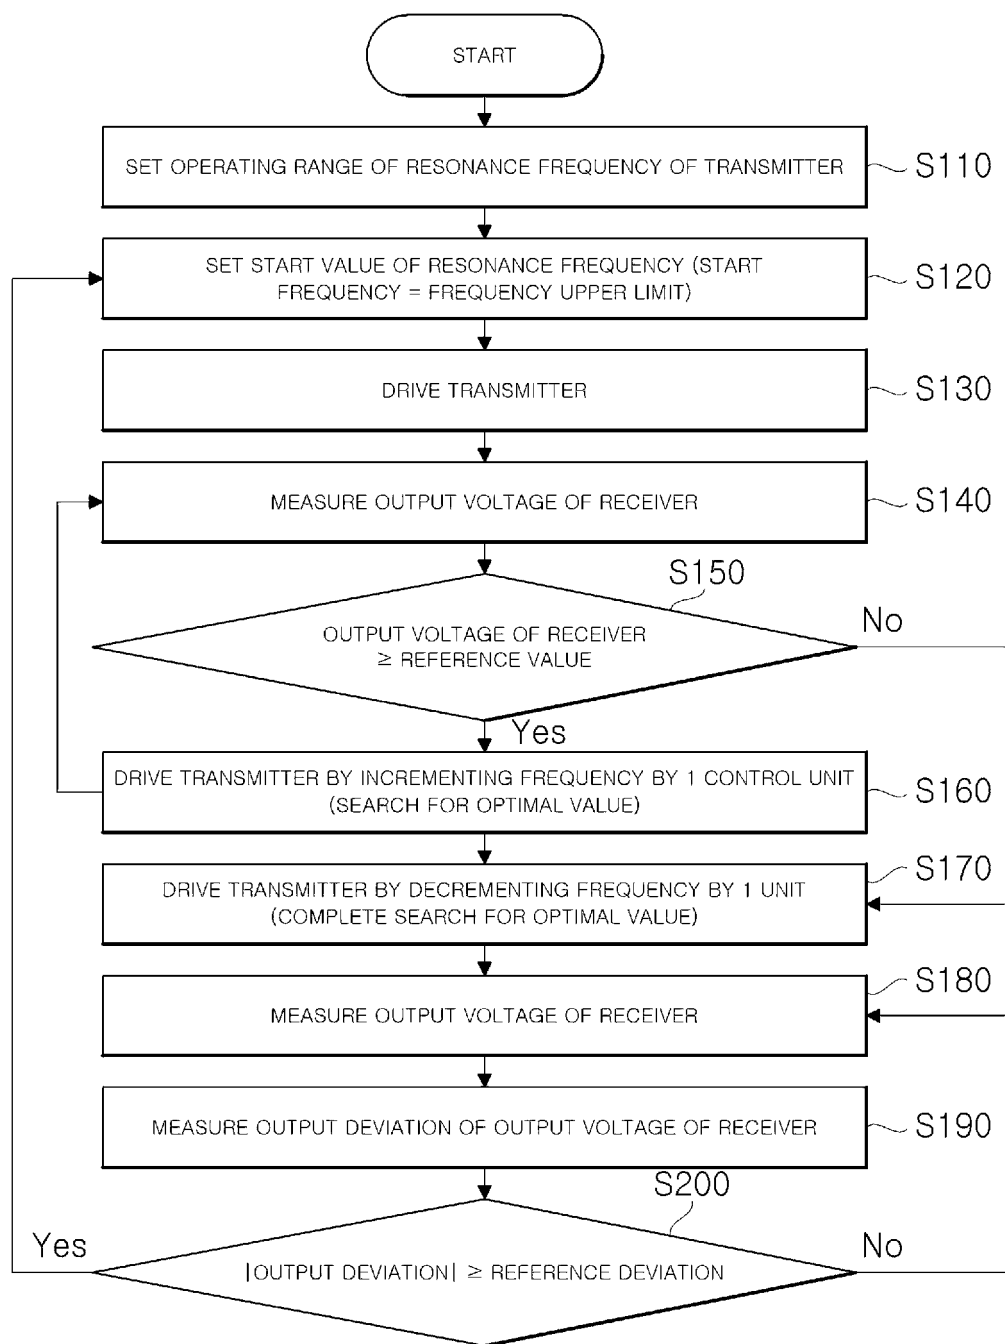 START
SET OPERATING RANGE OF RESONANCE FREQUENCY OF TRANSMITTER
S110
SET START VALUE OF RESONANCE FREQUENCY (START
FREQUENCY = FREQUENCY UPPER LIMIT)
S120
DRIVE TRANSMITTER
S130
MEASURE OUTPUT VOLTAGE OF RECEIVER
S140
S150
OUTPUT VOLTAGE OF RECEIVER
≥ REFERENCE VALUE
No
Yes
DRIVE TRANSMITTER BY INCREMENTING FREQUENCY BY 1 CONTROL UNIT
(SEARCH FOR OPTIMAL VALUE)
S160
DRIVE TRANSMITTER BY DECREMENTING FREQUENCY BY 1 UNIT
(COMPLETE SEARCH FOR OPTIMAL VALUE)
S170
MEASURE OUTPUT VOLTAGE OF RECEIVER
S180
MEASURE OUTPUT DEVIATION OF OUTPUT VOLTAGE OF RECEIVER
S190
S200
Yes
|OUTPUT DEVIATION| ≥ REFERENCE DEVIATION
No